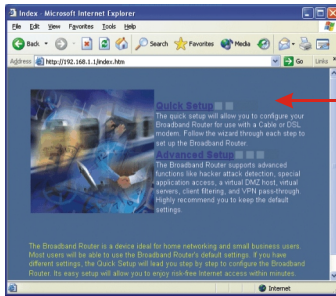 Index - Microsoft Internet Explorer
File Edit View Favorites Tools Help
Back Search Favorites Media
Address http://192.168.1.1/index.htm Go Links
Quick Setup
The quick setup will allow you to configure your
Broadband Router for use with a Cable or DSL
modem. Follow the wizard through each step to
set up the Broadband Router.
Advanced Setup
The Broadband Router supports advanced
functions like hacker attack detection, special
application access, a virtual DMZ host, virtual
servers, client filtering, and VPN pass-through.
Highly recommend you to keep the default
settings.
The Broadband Router is a device ideal for home networking and small business users.
Most users will be able to use the Broadband Router's default settings. If you have
different settings, the Quick Setup will lead you step by step to configure the Broadband
Router. Its easy setup will allow you to enjoy risk-free Internet access within minutes.
Internet